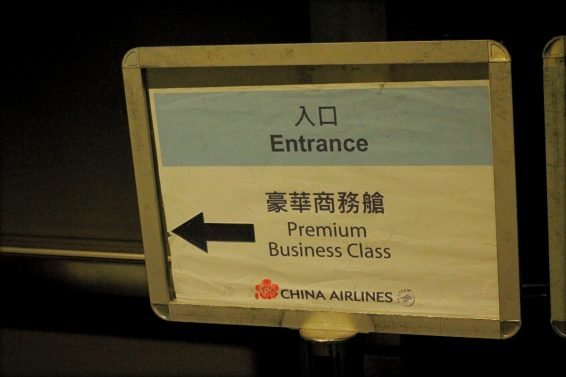 入口
Entrance
豪華商務艙
Premium
Business Class
CHINA AIRLINES